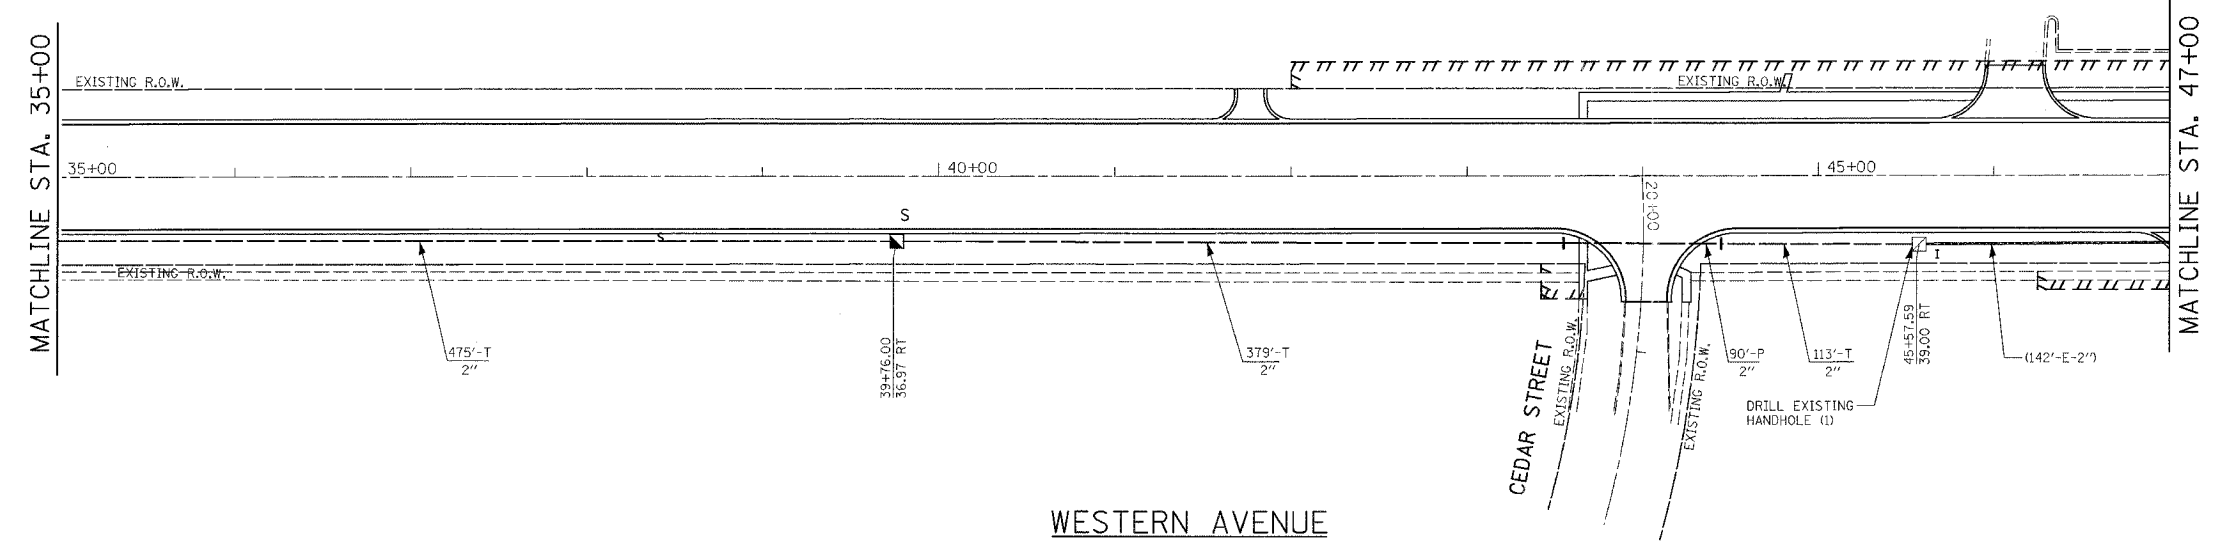 MATCHLINE STA. 35+00
EXISTING R.O.W.
EXISTING R.O.W.
MATCHLINE STA. 47+00
35+00
40+00
45+00
20+00
S
S
EXISTING R.O.W.
I
475'-T
2"
39+76.00
36.97 RT
379'-T
2"
CEDAR STREET
EXISTING R.O.W.
EXISTING R.O.W.
90'-P
2"
113'-T
2"
45+57.59
39.00 RT
(142'-E-2")
DRILL EXISTING
HANDHOLE (1)
WESTERN AVENUE